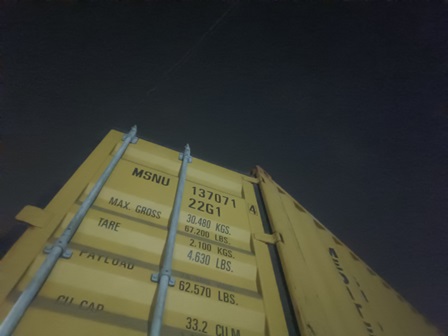 MSNU 137071 4
22G1
MAX. GROSS 30.480 KGS.
67.200 LBS.
TARE 2.100 KGS.
4.630 LBS.
PAYLOAD
62.570 LBS.
CU. CAP. 33.2 CU.M.